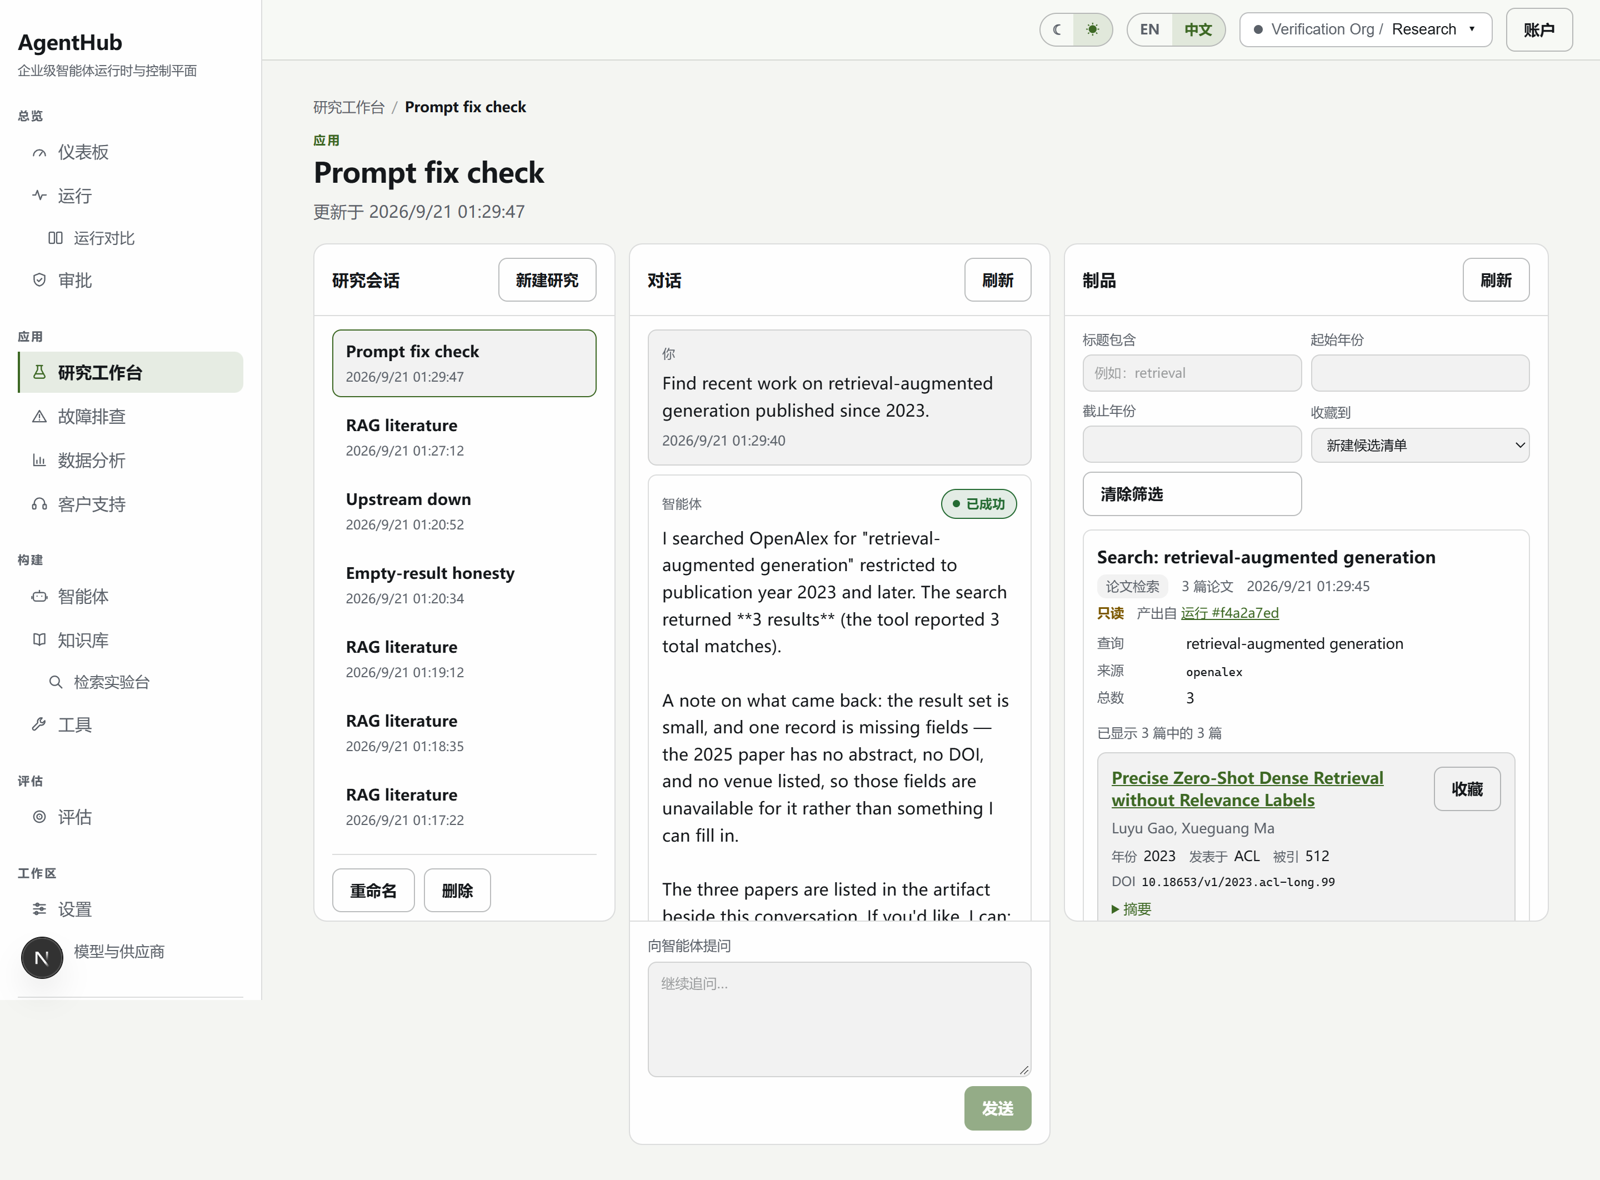 AgentHub
企业级智能体运行时与控制平面
总览
仪表板
运行
运行对比
审批
应用
研究工作台
故障排查
数据分析
客户支持
构建
智能体
知识库
检索实验台
工具
评估
评估
工作区
设置
N
模型与供应商
EN 中文
Verification Org / Research
账户
研究工作台 / Prompt fix check
应用
Prompt fix check
更新于 2026/9/21 01:29:47
研究会话
新建研究
Prompt fix check
2026/9/21 01:29:47
RAG literature
2026/9/21 01:27:12
Upstream down
2026/9/21 01:20:52
Empty-result honesty
2026/9/21 01:20:34
RAG literature
2026/9/21 01:19:12
RAG literature
2026/9/21 01:18:35
RAG literature
2026/9/21 01:17:22
重命名
删除
对话
刷新
你
Find recent work on retrieval-augmented
generation published since 2023.
2026/9/21 01:29:40
智能体
已成功
I searched OpenAlex for "retrieval-
augmented generation" restricted to
publication year 2023 and later. The search
returned **3 results** (the tool reported 3
total matches).
A note on what came back: the result set is
small, and one record is missing fields —
the 2025 paper has no abstract, no DOI,
and no venue listed, so those fields are
unavailable for it rather than something I
can fill in.
The three papers are listed in the artifact
beside this conversation. If you'd like, I can:
向智能体提问
继续追问...
发送
制品
刷新
标题包含
例如：retrieval
起始年份
截止年份
收藏到
新建候选清单
清除筛选
Search: retrieval-augmented generation
论文检索 3 篇论文 2026/9/21 01:29:45
只读 产出自 运行 #f4a2a7ed
查询 retrieval-augmented generation
来源 openalex
总数 3
已显示 3 篇中的 3 篇
Precise Zero-Shot Dense Retrieval
without Relevance Labels
收藏
Luyu Gao, Xueguang Ma
年份 2023 发表于 ACL 被引 512
DOI 10.18653/v1/2023.acl-long.99
摘要